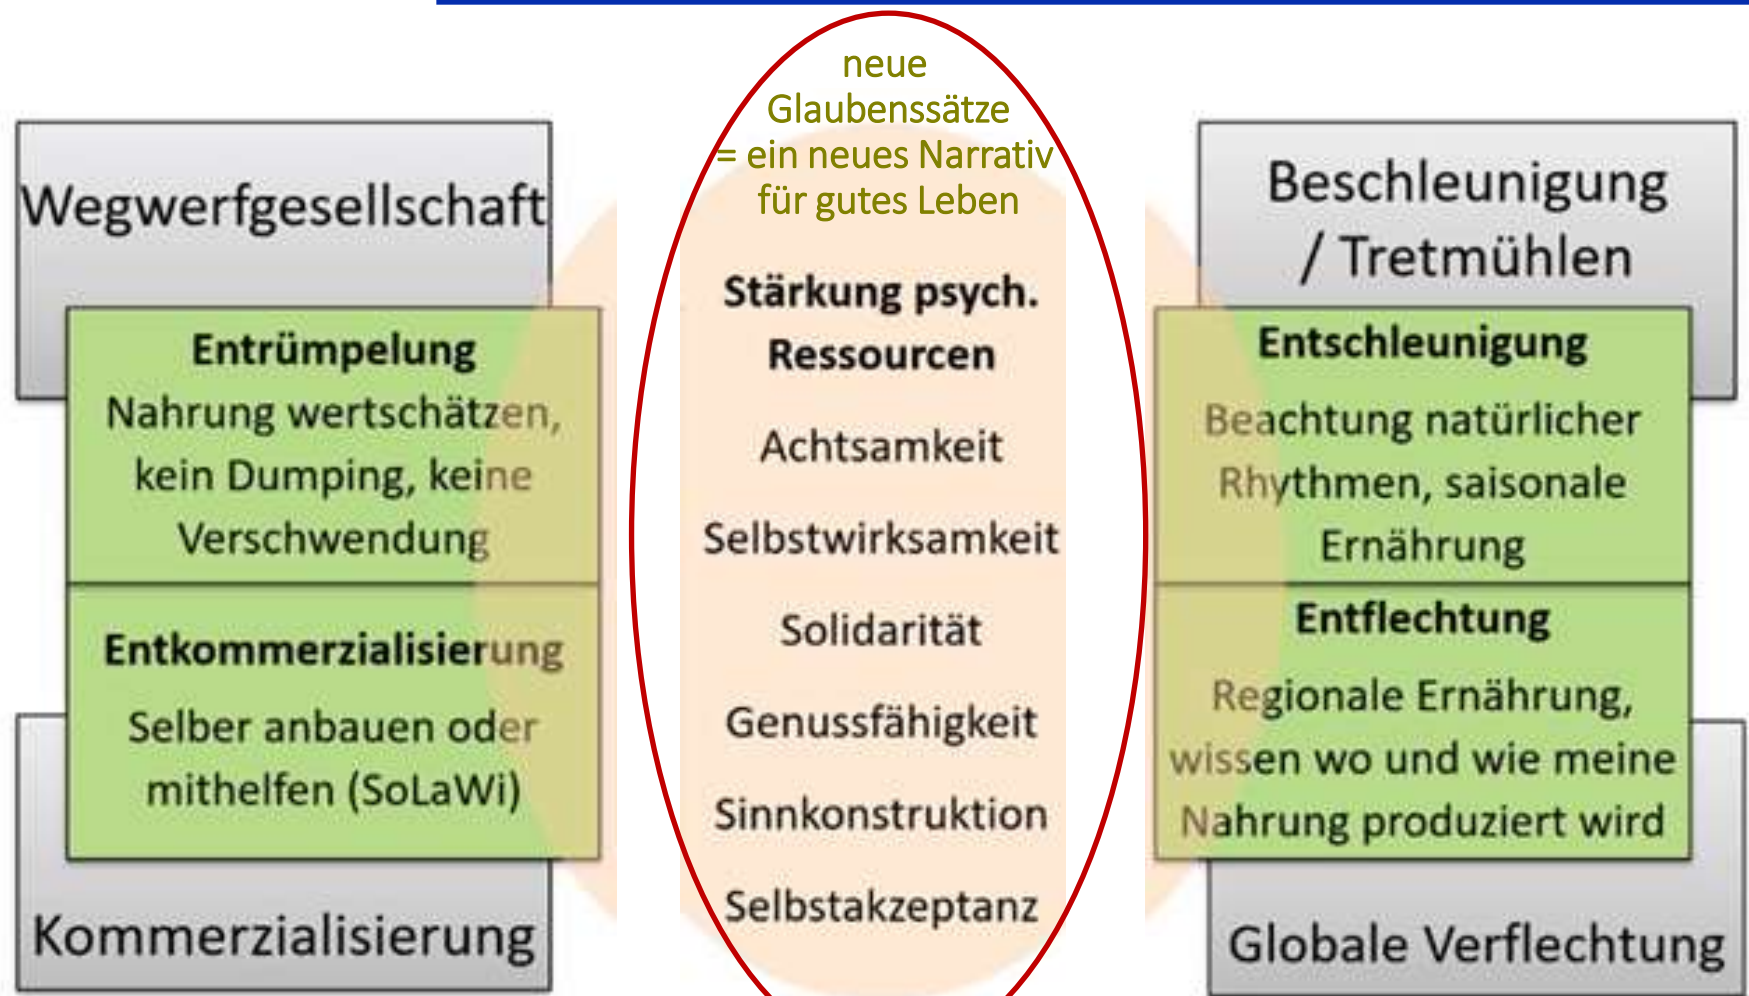 neue
Glaubenssätze
= ein neues Narrativ
für gutes Leben
Wegwerfgesellschaft
Entrümpelung
Nahrung wertschätzen,
kein Dumping, keine
Verschwendung
Entkommerzialisierung
Selber anbauen oder
mithelfen (SoLaWi)
Kommerzialisierung
Stärkung psych.
Ressourcen
Achtsamkeit
Selbstwirksamkeit
Solidarität
Genussfähigkeit
Sinnkonstruktion
Selbstakzeptanz
Beschleunigung
/ Tretmühlen
Entschleunigung
Beachtung natürlicher
Rhythmen, saisonale
Ernährung
Entflechtung
Regionale Ernährung,
wissen wo und wie meine
Nahrung produziert wird
Globale Verflechtung